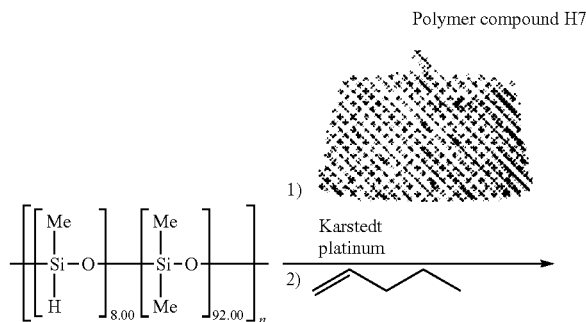 Polymer compound H7
1)
Karstedt
platinum
2)
Me
Me
Si
O
Si
O
H
8.00
Me
92.00
n